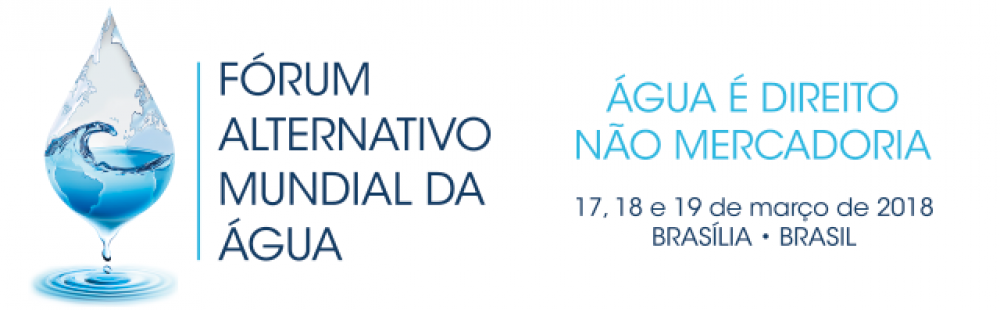 FÓRUM
ALTERNATIVO
MUNDIAL DA
ÁGUA
ÁGUA É DIREITO
NÃO MERCADORIA
17, 18 e 19 de março de 2018
BRASÍLIA • BRASIL